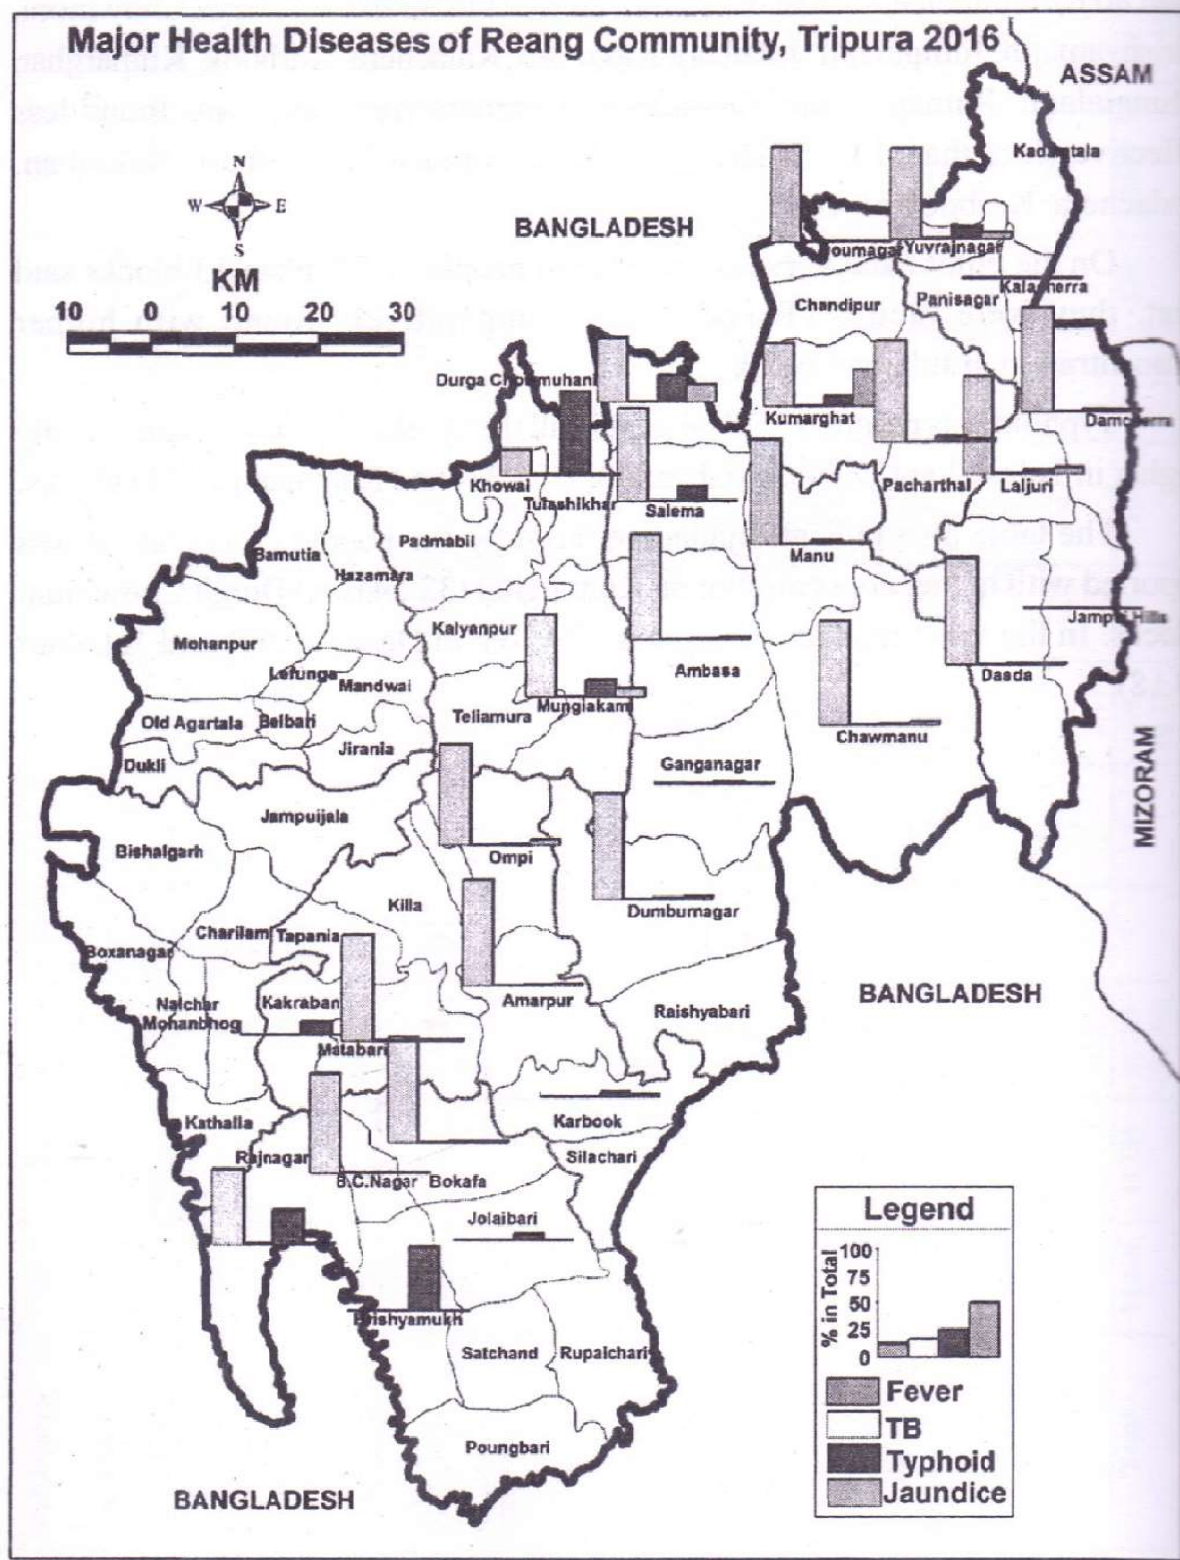 Major Health Diseases of Reang Community, Tripura 2016
ASSAM
Kadamtala
N
W E
S
BANGLADESH
KM
10 0 10 20 30
Yuvrajnagar
Kalacherra
Chandipur
Panisagar
Durga Chowmuhani
Kumarghat
Damcherra
Khowai
Tulashikhar
Salema
Pacharthal
Laljuri
Padmabil
Bamutia
Manu
Hazamara
Kalyanpur
Jampui Hills
Mohanpur
Ambasa
Lefunga
Mandwai
Dasda
Mungiakami
Old Agartala
Belbari
Teliamura
Chawmanu
Jirania
Dukli
Ganganagar
MIZORAM
Jampuijala
Bishalgarh
Ompi
Killa
Dumburnagar
Charilam
Tapania
Boxanagar
Amarpur
BANGLADESH
Nalchar
Kakraban
Raishyabari
Mohanbhog
Matabari
Kathalia
Karbook
Rajnagar
Silachari
B.C.Nagar
Bokafa
Jolaibari
Legend
% in Total
100
75
50
25
0
Hrishyamukh
Satchand
Rupaichari
Fever
TB
Typhoid
Jaundice
Poungbari
BANGLADESH